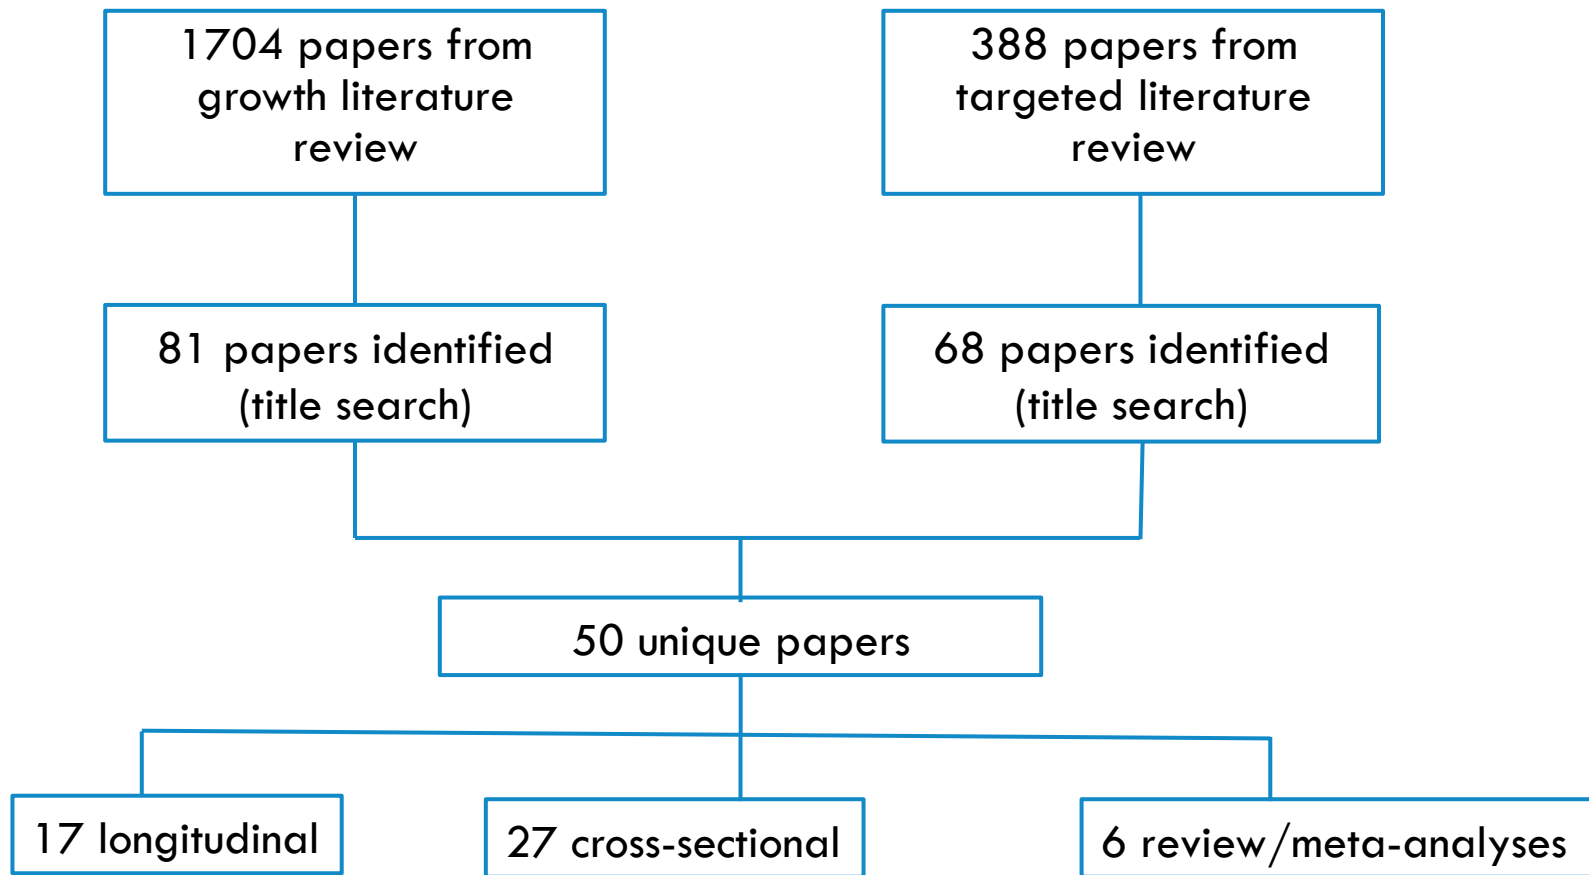 1704 papers from
growth literature
review
388 papers from
targeted literature
review
81 papers identified
(title search)
68 papers identified
(title search)
50 unique papers
17 longitudinal
27 cross-sectional
6 review/meta-analyses